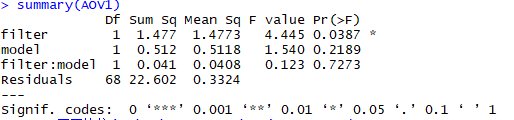 > summary(AOV1)
Df Sum Sq Mean Sq F value Pr(>F)
filter 1 1.477 1.4773 4.445 0.0387 *
model 1 0.512 0.5118 1.540 0.2189
filter:model 1 0.041 0.0408 0.123 0.7273
Residuals 68 22.602 0.3324
---
Signif. codes: 0 ‘***’ 0.001 ‘**’ 0.01 ‘*’ 0.05 ‘.’ 0.1 ‘ ’ 1